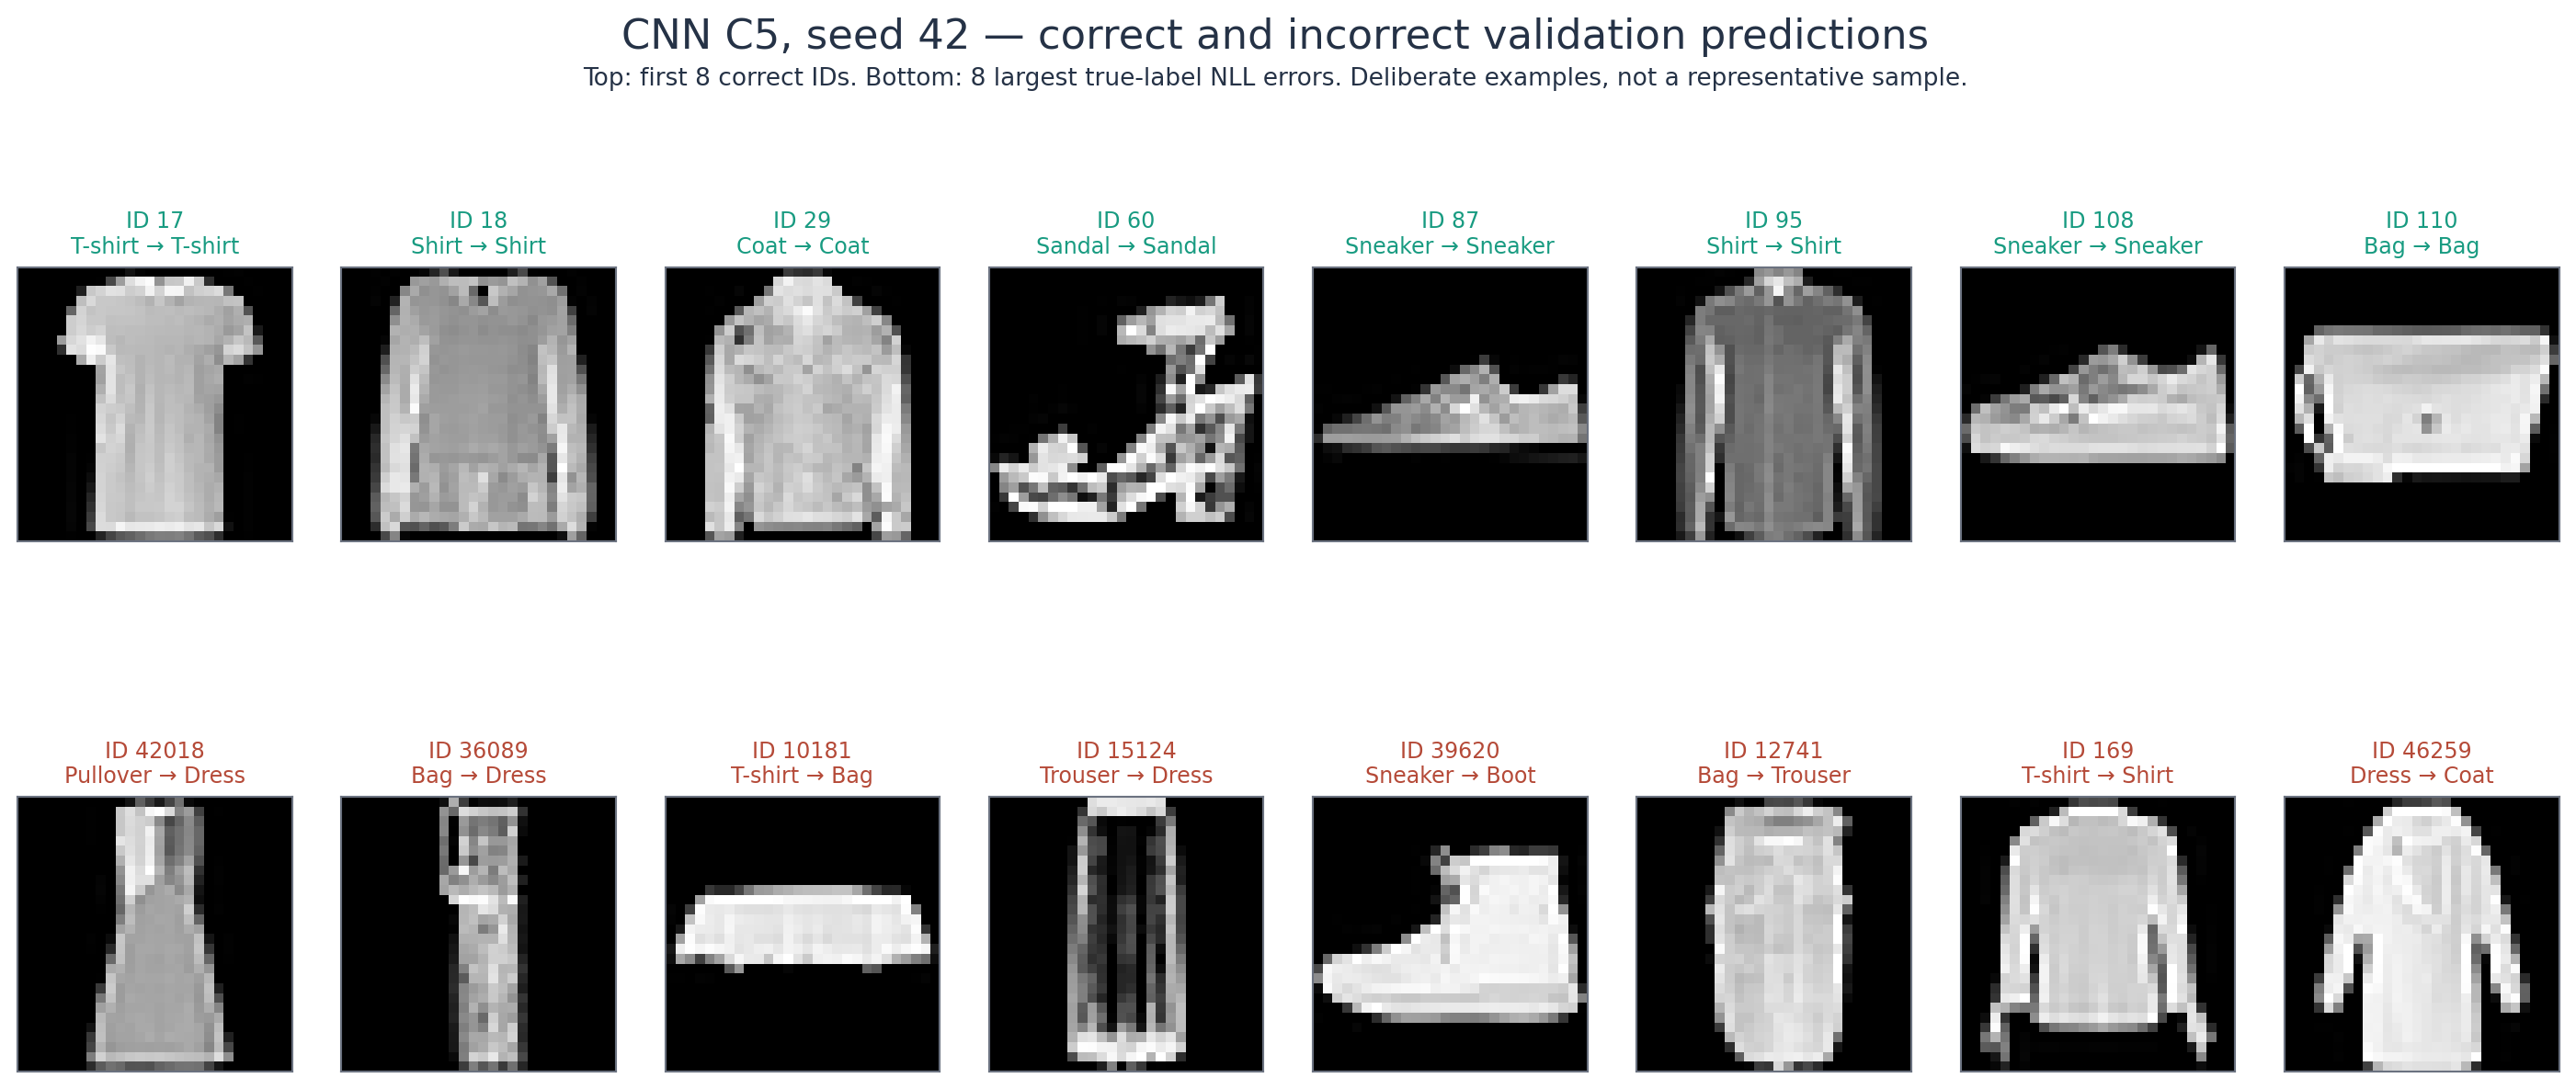 CNN C5, seed 42 — correct and incorrect validation predictions
Top: first 8 correct IDs. Bottom: 8 largest true-label NLL errors. Deliberate examples, not a representative sample.
ID 17
T-shirt → T-shirt
ID 18
Shirt → Shirt
ID 29
Coat → Coat
ID 60
Sandal → Sandal
ID 87
Sneaker → Sneaker
ID 95
Shirt → Shirt
ID 108
Sneaker → Sneaker
ID 110
Bag → Bag
ID 42018
Pullover → Dress
ID 36089
Bag → Dress
ID 10181
T-shirt → Bag
ID 15124
Trouser → Dress
ID 39620
Sneaker → Boot
ID 12741
Bag → Trouser
ID 169
T-shirt → Shirt
ID 46259
Dress → Coat